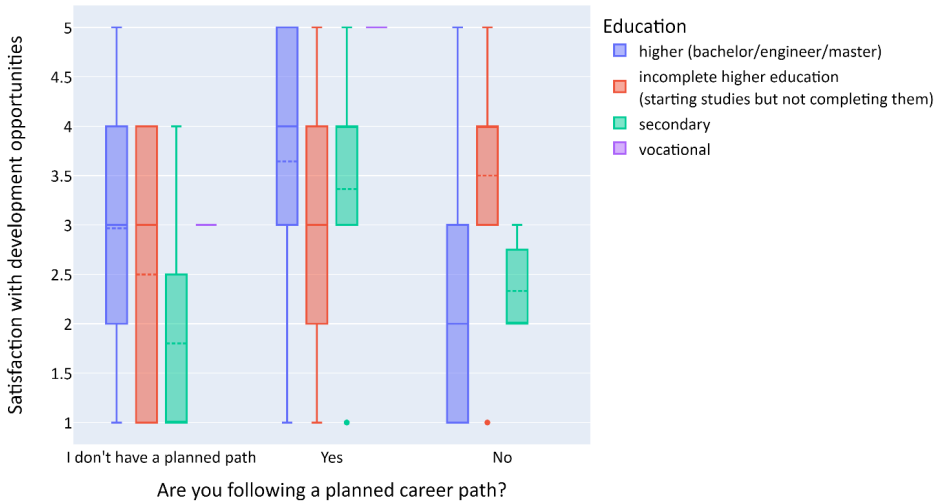 Education
higher (bachelor/engineer/master)
incomplete higher education
(starting studies but not completing them)
secondary
vocational
Satisfaction with development opportunities
5
4.5
4
3.5
3
2.5
2
1.5
1
I don't have a planned path
Yes
No
Are you following a planned career path?